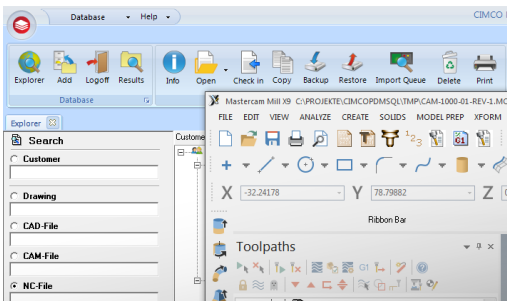 Database Help CIMCO
Explorer Add Logoff Results Info Open Check in Copy Backup Restore Import Queue Delete Print
Database
Explorer
Mastercam Mill X9 C:\PROJEKTE\CIMCOPDMSQL\TMP\CAM-1000-01-REV-1.MC
FILE EDIT VIEW ANALYZE CREATE SOLIDS MODEL PREP XFORM
Search
Custome
Customer
X -32.24178 Y 78.79882 Z
Drawing
Ribbon Bar
CAD-File
Toolpaths
CAM-File
G1
NC-File